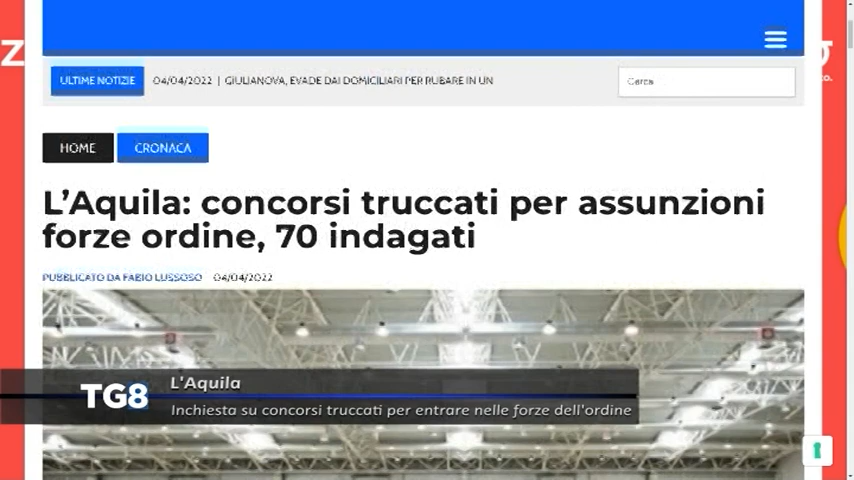 ULTIME NOTIZIE 04/04/2022 | GIULIANOVA, EVADE DAI DOMICILIARI PER RUBARE IN UN
Cerca
HOME CRONACA
L'Aquila: concorsi truccati per assunzioni
forze ordine, 70 indagati
PUBBLICATO DA FABIO LUSSOSO 04/04/2022
TG8
L'Aquila
Inchiesta su concorsi truccati per entrare nelle forze dell'ordine